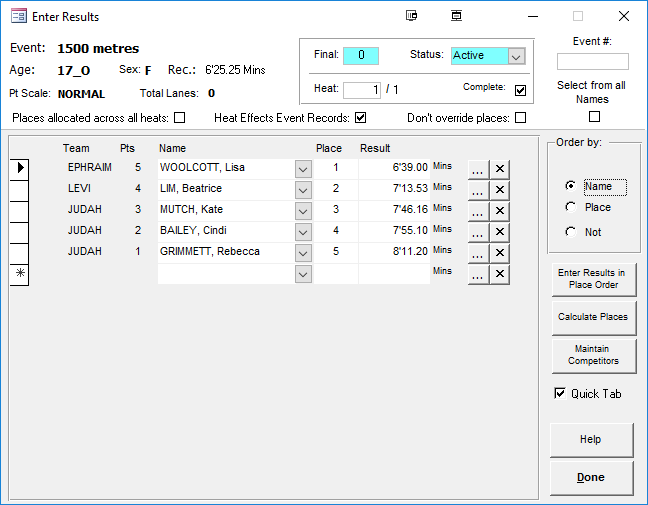 Enter Results
Event: 1500 metres
Age: 17_O Sex: F Rec.: 6'25.25 Mins
Pt Scale: NORMAL Total Lanes: 0
Final: 0 Status: Active
Heat: 1 / 1 Complete:
Event #:
Select from all
Names
Places allocated across all heats: Heat Effects Event Records: Don't override places:
Team Pts Name Place Result
EPHRAIM 5 WOOLCOTT, Lisa 1 6'39.00 Mins ...
LEVI 4 LIM, Beatrice 2 7'13.53 Mins ...
JUDAH 3 MUTCH, Kate 3 7'46.16 Mins ...
JUDAH 2 BAILEY, Cindi 4 7'55.10 Mins ...
JUDAH 1 GRIMMETT, Rebecca 5 8'11.20 Mins ...
Mins ...
Order by:
Name
Place
Not
Enter Results in
Place Order
Calculate Places
Maintain
Competitors
Quick Tab
Help
Done